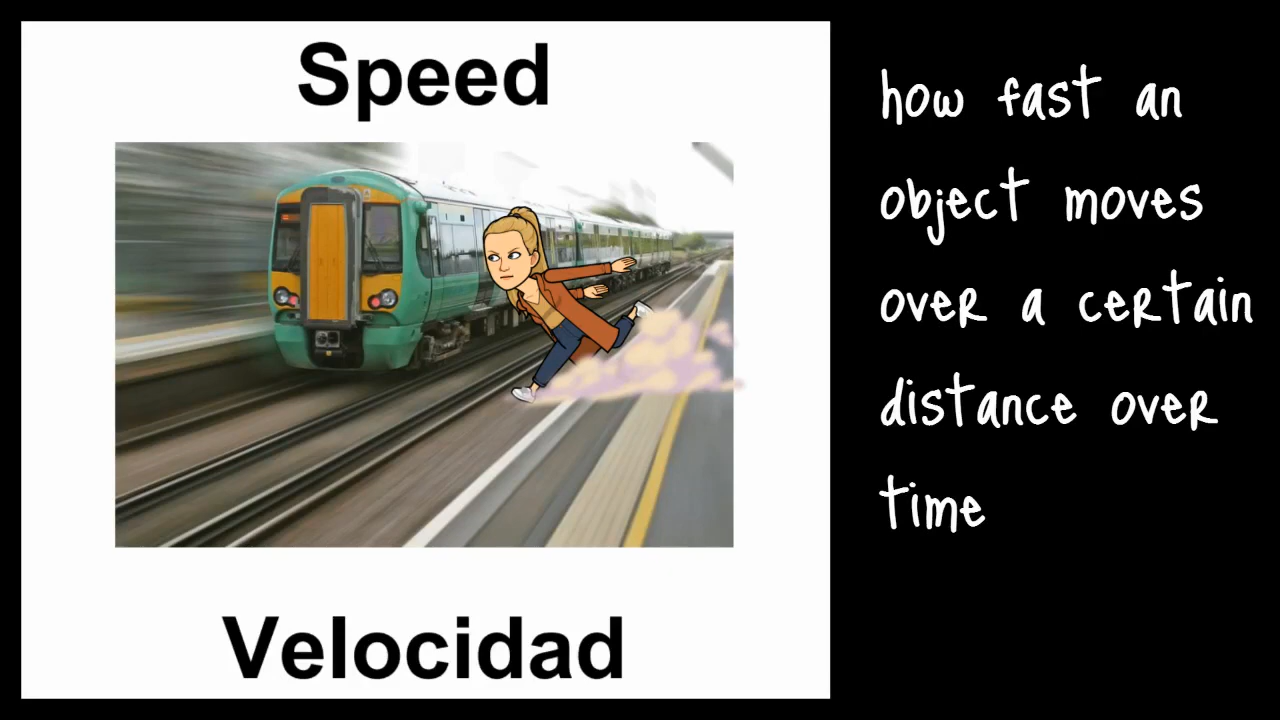 Speed
Velocidad
how fast an
object moves
over a certain
distance over
time